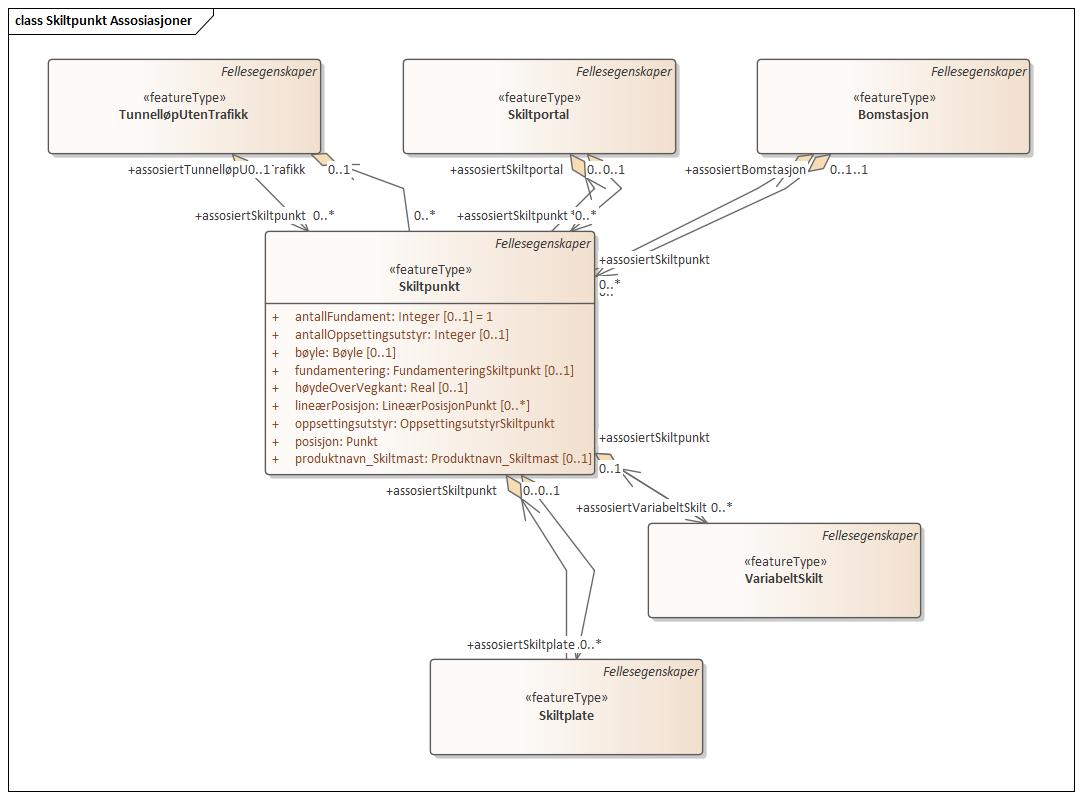 class Skiltpunkt Assosiasjoner
Fellesegenskaper
«featureType»
TunnelløpUtenTrafikk
Fellesegenskaper
«featureType»
Skiltportal
Fellesegenskaper
«featureType»
Bomstasjon
+assosiertTunnelløpU0..1
0..1
+assosiertSkiltportal
0..0..1
+assosiertBomstasjon
0..1..1
+assosiertSkiltpunkt 0..*
0..*
+assosiertSkiltpunkt
0..*
+assosiertSkiltpunkt
0..*
Fellesegenskaper
«featureType»
Skiltpunkt
+ antallFundament: Integer [0..1] = 1
+ antallOppsettingsutstyr: Integer [0..1]
+ bøyle: Bøyle [0..1]
+ fundamentering: FundamenteringSkiltpunkt [0..1]
+ høydeOverVegkant: Real [0..1]
+ lineærPosisjon: LineærPosisjonPunkt [0..*]
+ oppsettingsutstyr: OppsettingsutstyrSkiltpunkt
+ posisjon: Punkt
+ produktnavn_Skiltmast: Produktnavn_Skiltmast [0..1]
+assosiertSkiltpunkt
0..1
+assosiertSkiltpunkt
0..0..1
+assosiertVariabeltSkilt 0..*
Fellesegenskaper
«featureType»
VariabeltSkilt
+assosiertSkiltplate
0..*
Fellesegenskaper
«featureType»
Skiltplate